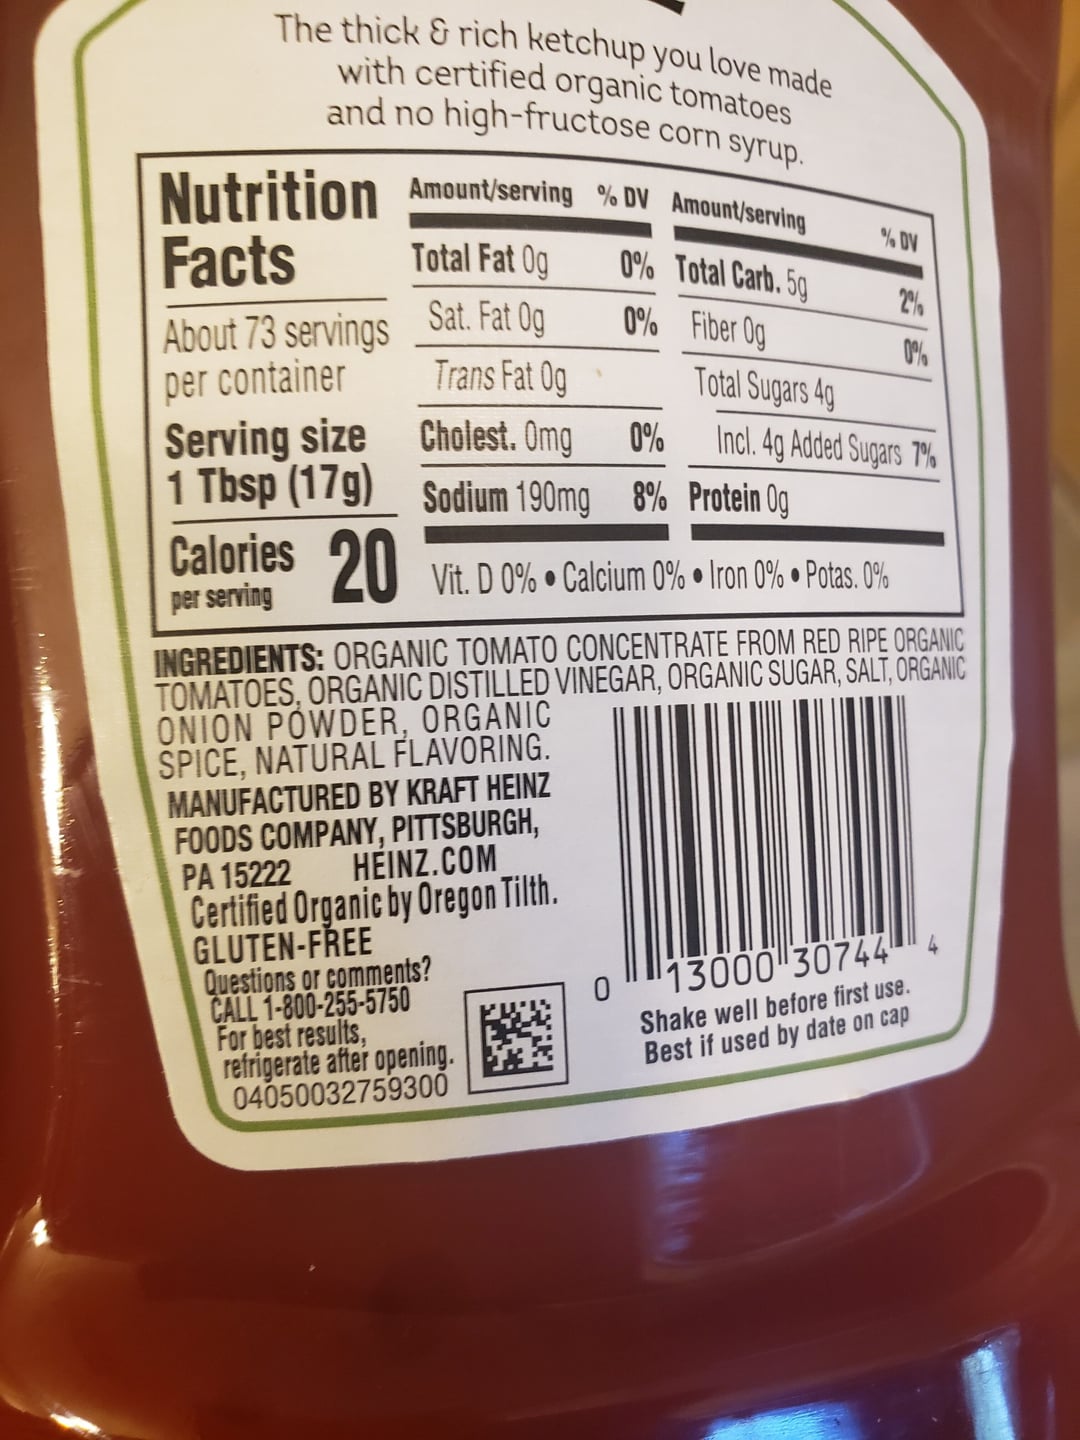 The thick & rich ketchup you love made
with certified organic tomatoes
and no high-fructose corn syrup.
Nutrition
Facts
About 73 servings
per container
Serving size
1 Tbsp (17g)
Calories 20
per serving
Amount/serving % DV
Total Fat 0g 0%
Sat. Fat 0g 0%
Trans Fat 0g
Cholest. 0mg 0%
Sodium 190mg 8%
Amount/serving % DV
Total Carb. 5g 2%
Fiber 0g 0%
Total Sugars 4g
Incl. 4g Added Sugars 7%
Protein 0g
Vit. D 0% • Calcium 0% • Iron 0% • Potas. 0%
INGREDIENTS: ORGANIC TOMATO CONCENTRATE FROM RED RIPE ORGANIC
TOMATOES, ORGANIC DISTILLED VINEGAR, ORGANIC SUGAR, SALT, ORGANIC
ONION POWDER, ORGANIC
SPICE, NATURAL FLAVORING.
MANUFACTURED BY KRAFT HEINZ
FOODS COMPANY, PITTSBURGH,
PA 15222 HEINZ.COM
Certified Organic by Oregon Tilth.
GLUTEN-FREE
Questions or comments?
CALL 1-800-255-5750
For best results,
refrigerate after opening.
04050032759300
0 13000 30744 4
Shake well before first use.
Best if used by date on cap